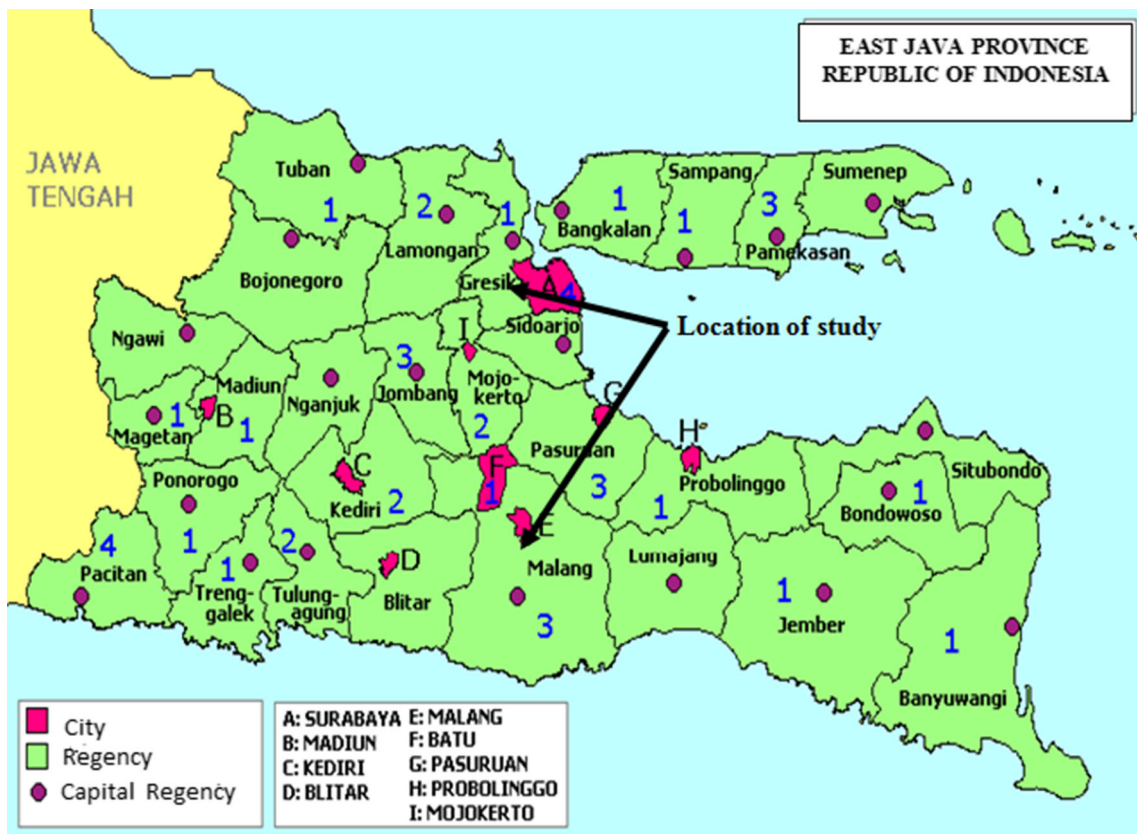 EAST JAVA PROVINCE
REPUBLIC OF INDONESIA
JAWA
TENGAH
Tuban
1
2
Lamongan
1
Gresik
Bojonegoro
1
Bangkalan
Sampang
1
3
Pamekasan
Sumenep
A
4
Location of study
Sidoarjo
I
Ngawi
Madiun
1
B
1
Magetan
Nganjuk
3
Jombang
Mojo-
kerto
2
G
Pasuruan
3
H
Probolinggo
1
Situbondo
1
Bondowoso
F
1
C
Kediri
2
Ponorogo
1
4
Pacitan
1
Treng-
galek
2
Tulung-
agung
D
Blitar
E
Malang
3
Lumajang
1
Jember
1
Banyuwangi
City
Regency
Capital Regency
A: SURABAYA
B: MADIUN
C: KEDIRI
D: BLITAR
E: MALANG
F: BATU
G: PASURUAN
H: PROBOLINGGO
I: MOJOKERTO